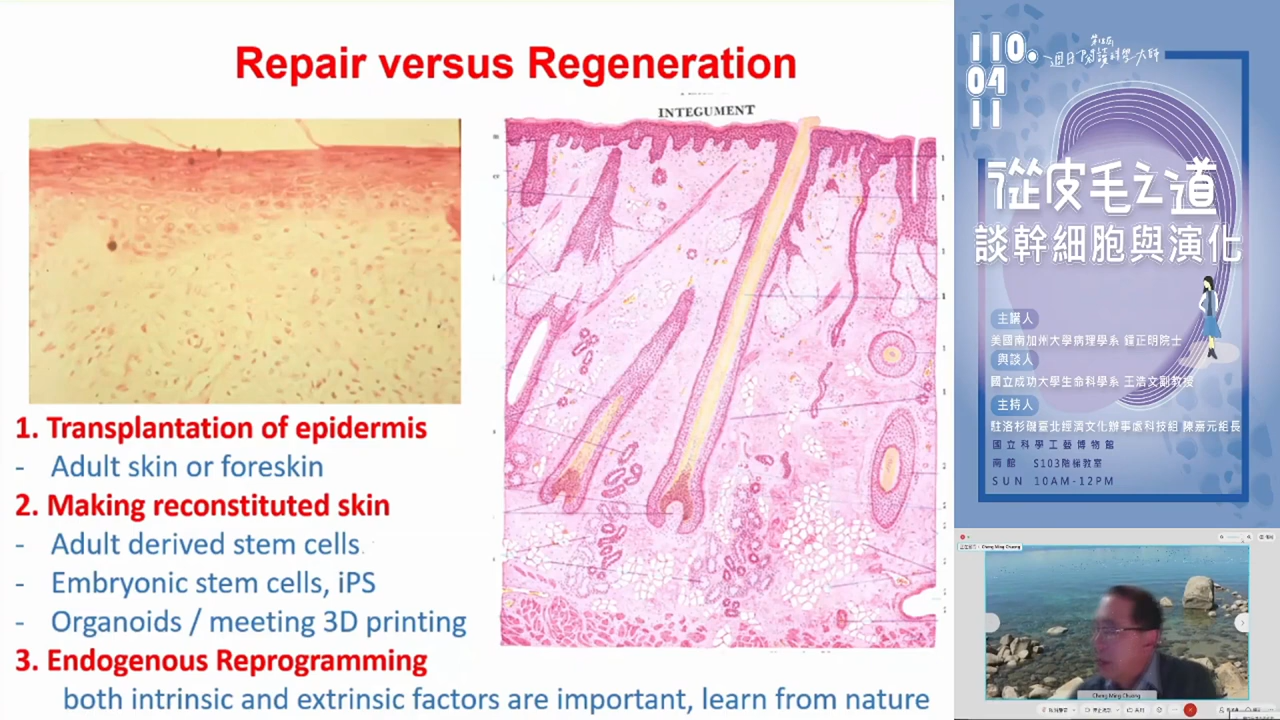 Repair versus Regeneration
INTEGUMENT
1. Transplantation of epidermis
- Adult skin or foreskin
2. Making reconstituted skin
- Adult derived stem cells
- Embryonic stem cells, iPS
- Organoids / meeting 3D printing
3. Endogenous Reprogramming
both intrinsic and extrinsic factors are important, learn from nature
110.
04
11
週日閱讀科學大師
從皮毛之道
談幹細胞與演化
主講人
美國南加州大學病理學系 鍾正明院士
與談人
國立成功大學生命科學系 王浩文副教授
主持人
駐洛杉磯臺北經濟文化辦事處科技組 陳嘉元組長
國立科學工藝博物館
南館 S103階梯教室
SUN 10AM-12PM
Cheng Ming Chuong
Cheng Ming Chuong